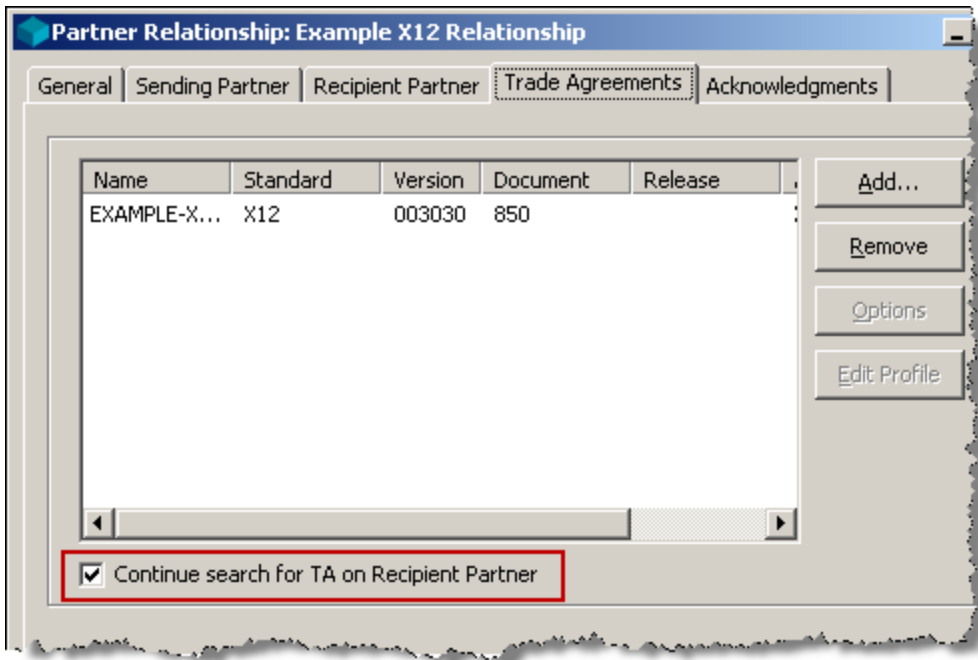 Partner Relationship: Example X12 Relationship
General Sending Partner Recipient Partner Trade Agreements Acknowledgments
Name Standard Version Document Release
EXAMPLE-X... X12 003030 850
Add...
Remove
Options
Edit Profile
Continue search for TA on Recipient Partner